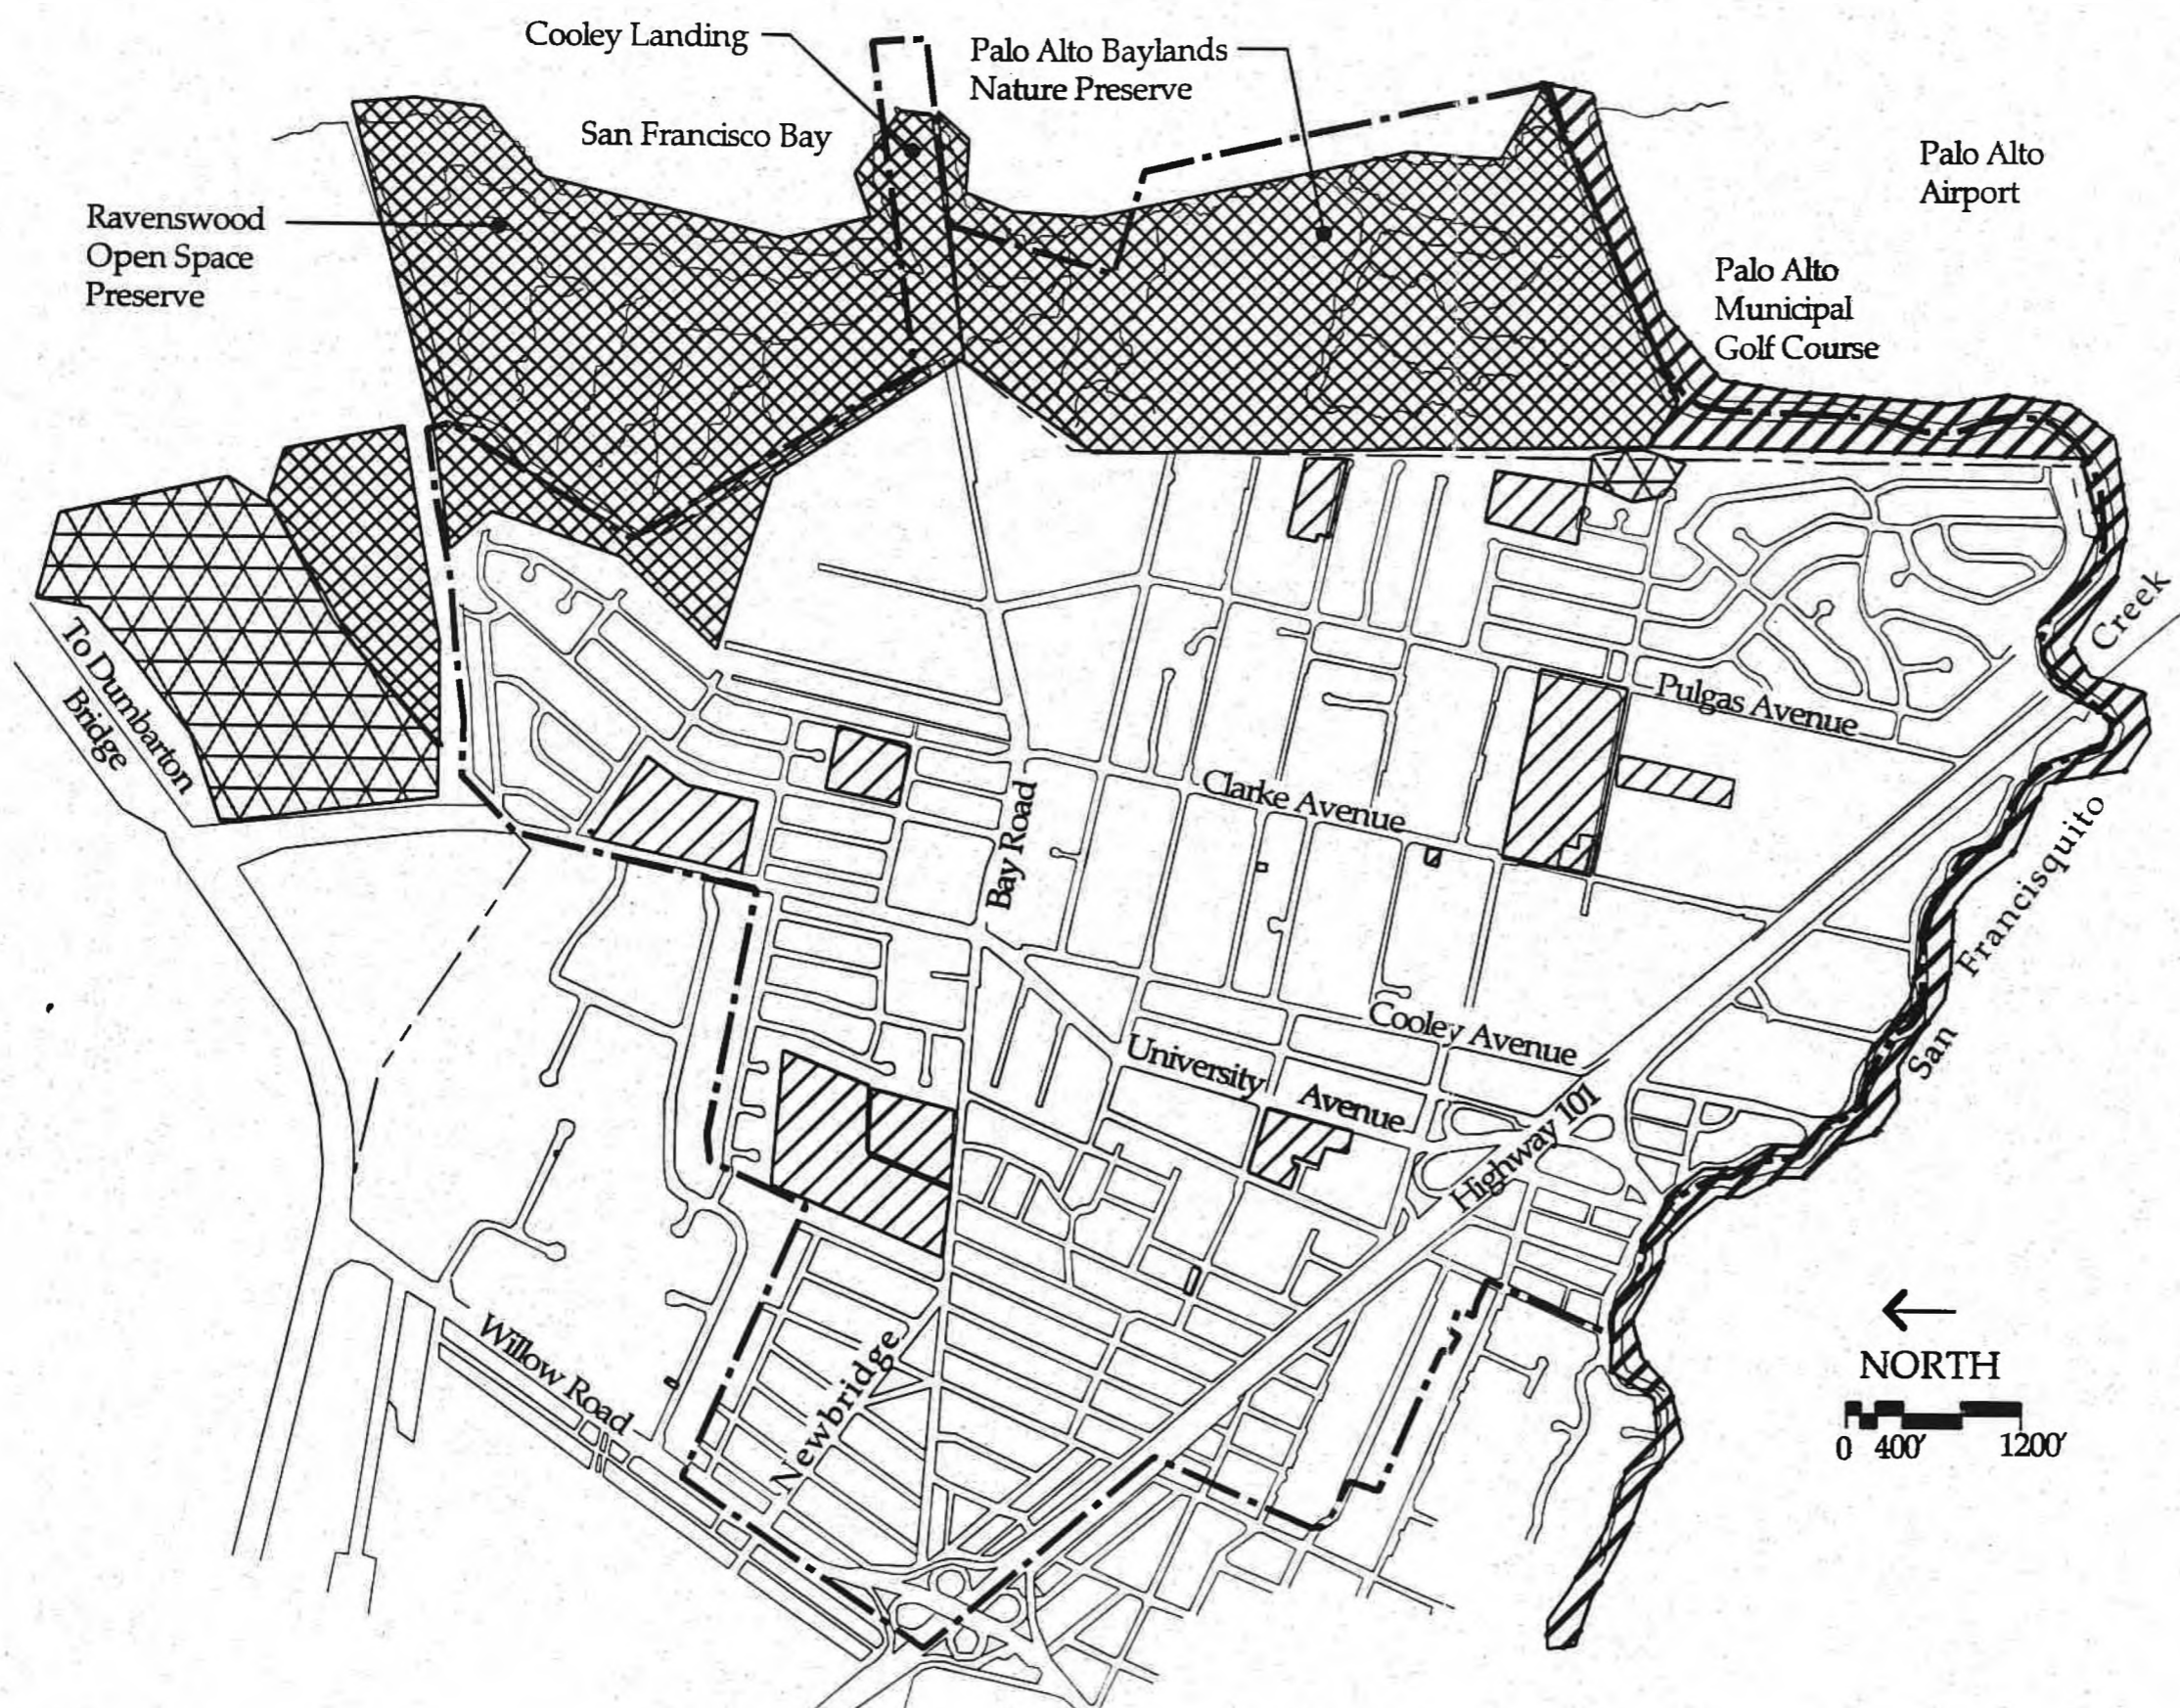 Cooley Landing
Palo Alto Baylands
Nature Preserve
San Francisco Bay
Palo Alto
Airport
Ravenswood
Open Space
Preserve
Palo Alto
Municipal
Golf Course
To Dumbarton
Bridge
Creek
Pulgas Avenue
Clarke Avenue
Bay Road
Francisquito
San
Cooley Avenue
University Avenue
Highway 101
Willow Road
Newbridge
NORTH
0 400' 1200'